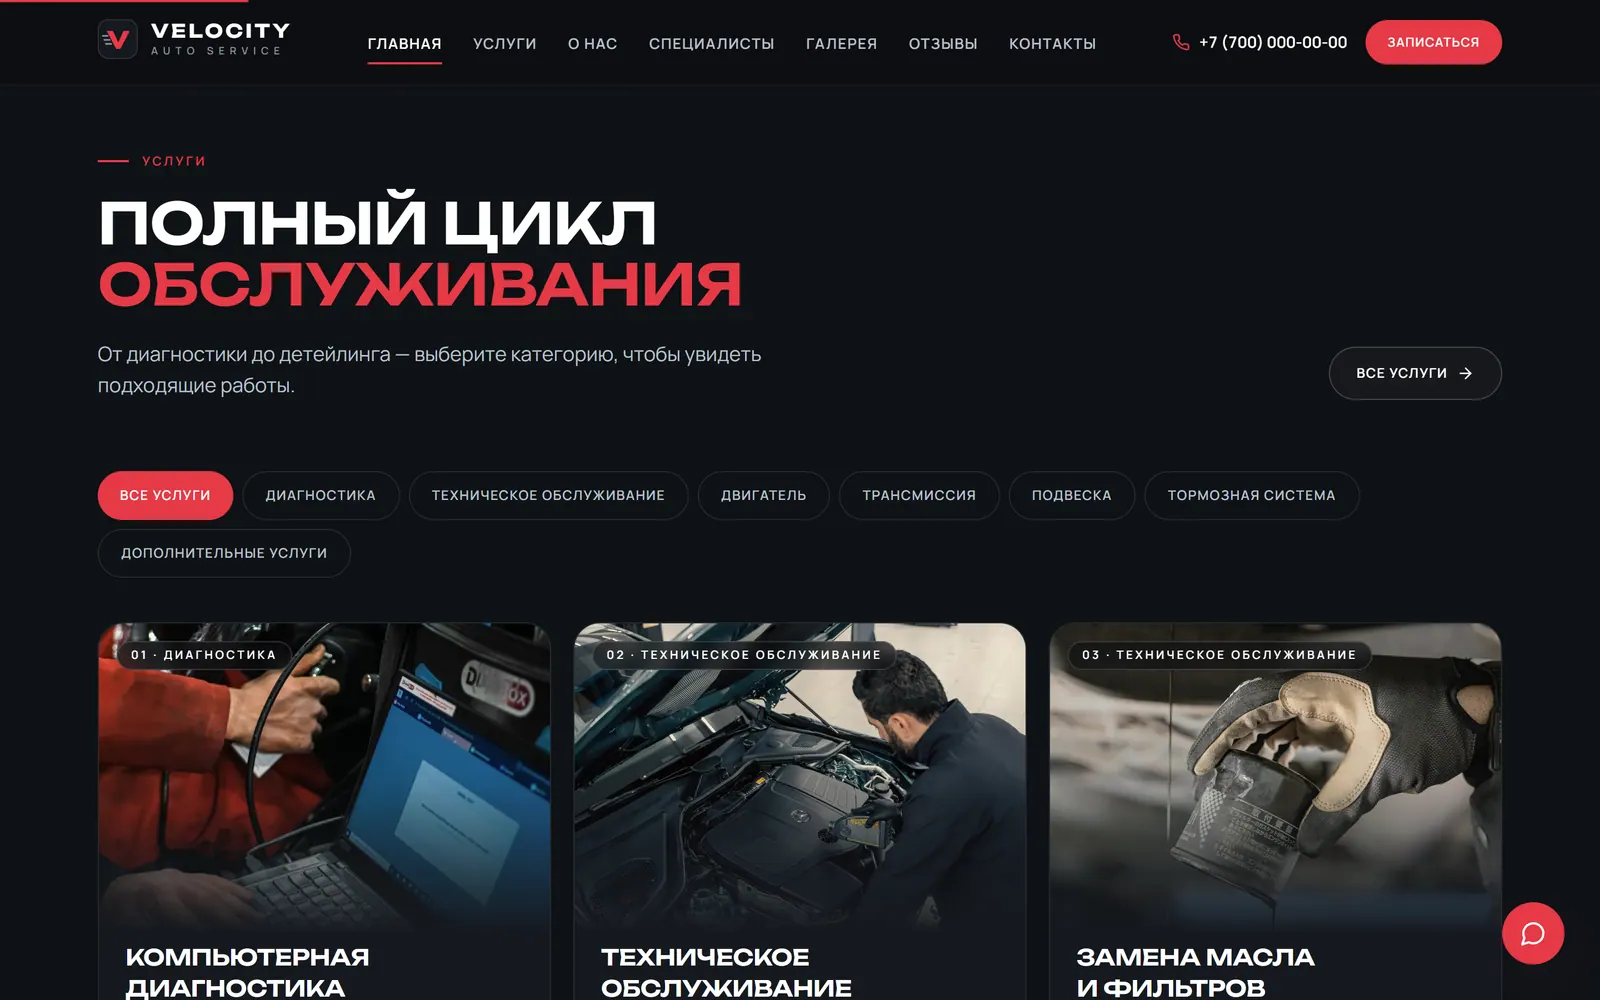 VELOCITY
AUTO SERVICE
ГЛАВНАЯ
УСЛУГИ
О НАС
СПЕЦИАЛИСТЫ
ГАЛЕРЕЯ
ОТЗЫВЫ
КОНТАКТЫ
+7 (700) 000-00-00
ЗАПИСАТЬСЯ
УСЛУГИ
ПОЛНЫЙ ЦИКЛ
ОБСЛУЖИВАНИЯ
От диагностики до детейлинга — выберите категорию, чтобы увидеть
подходящие работы.
ВСЕ УСЛУГИ
ВСЕ УСЛУГИ
ДИАГНОСТИКА
ТЕХНИЧЕСКОЕ ОБСЛУЖИВАНИЕ
ДВИГАТЕЛЬ
ТРАНСМИССИЯ
ПОДВЕСКА
ТОРМОЗНАЯ СИСТЕМА
ДОПОЛНИТЕЛЬНЫЕ УСЛУГИ
01 · ДИАГНОСТИКА
02 · ТЕХНИЧЕСКОЕ ОБСЛУЖИВАНИЕ
03 · ТЕХНИЧЕСКОЕ ОБСЛУЖИВАНИЕ
КОМПЬЮТЕРНАЯ
ДИАГНОСТИКА
ТЕХНИЧЕСКОЕ
ОБСЛУЖИВАНИЕ
ЗАМЕНА МАСЛА
И ФИЛЬТРОВ